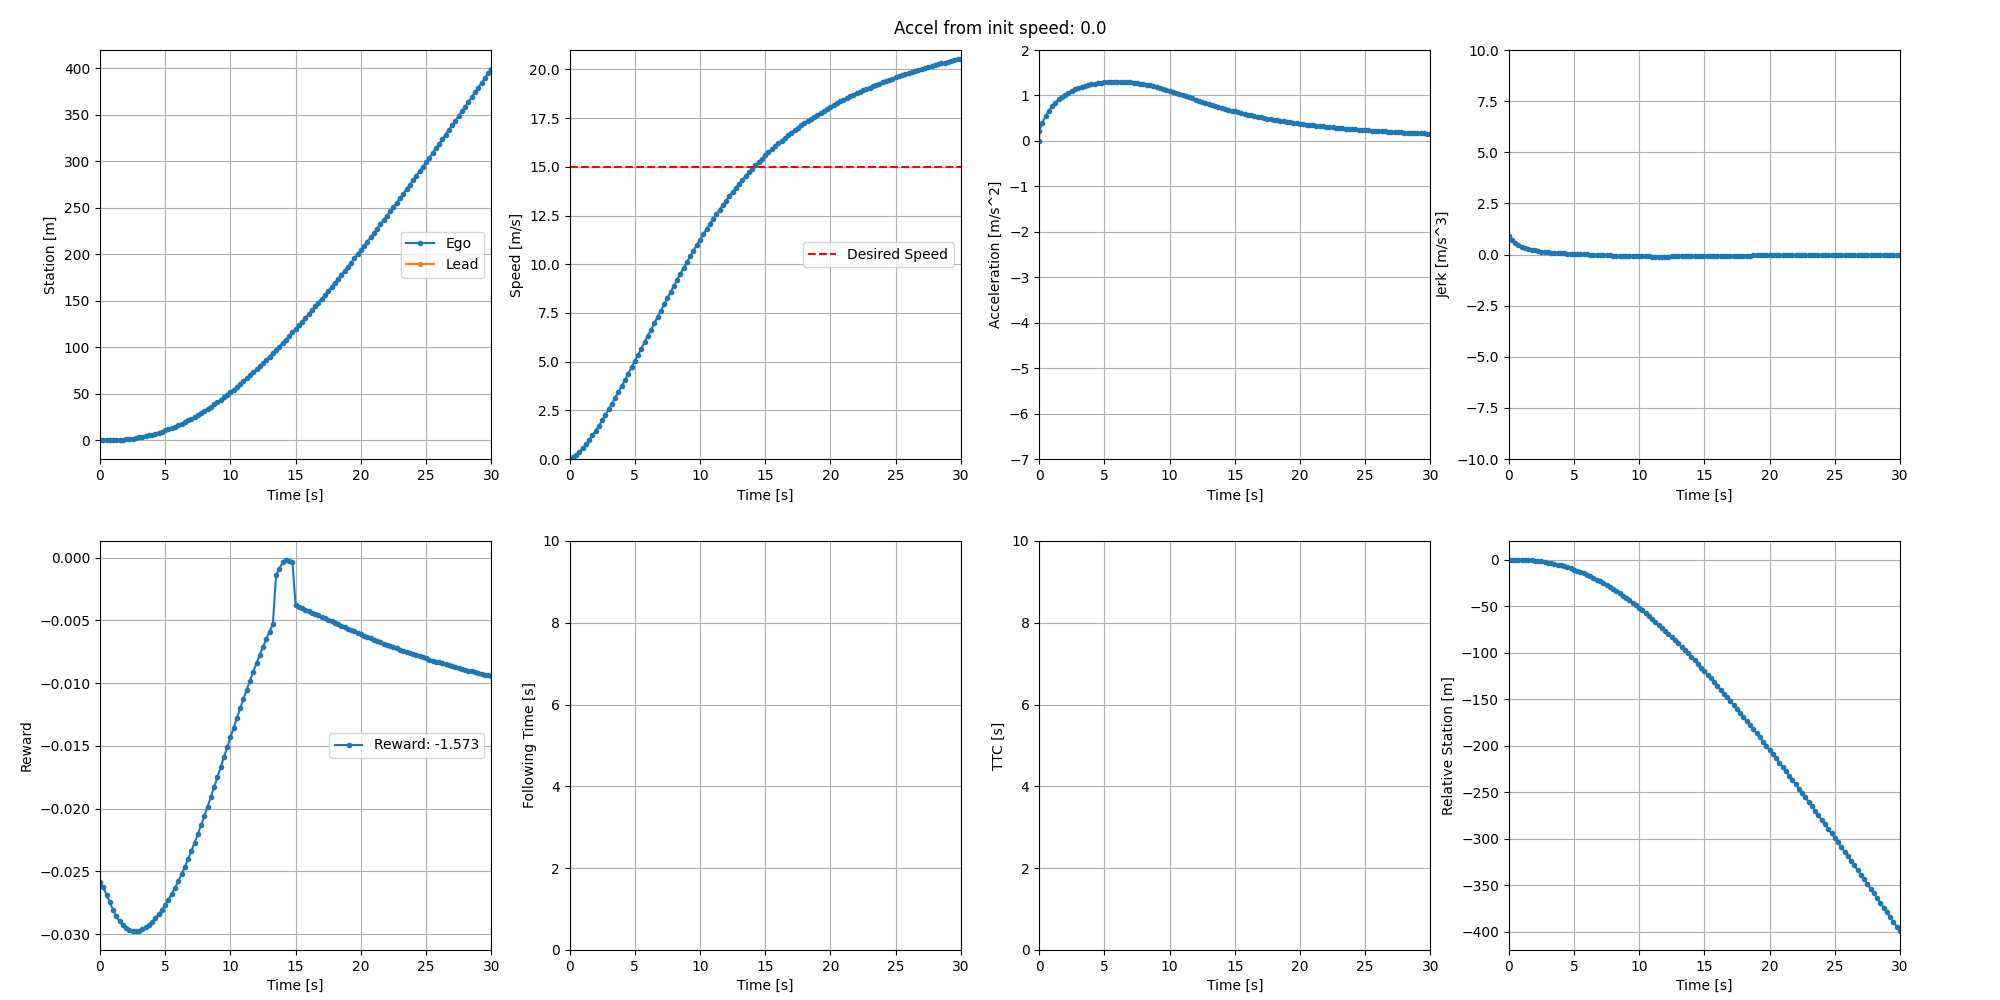 Accel from init speed: 0.0
400
350
300
250
200
150
100
50
0
0 5 10 15 20 25 30
Station [m]
Time [s]
Ego
Lead
20.0
17.5
15.0
12.5
10.0
7.5
5.0
2.5
0.0
0 5 10 15 20 25 30
Speed [m/s]
Time [s]
Desired Speed
2
1
0
−1
−2
−3
−4
−5
−6
−7
0 5 10 15 20 25 30
Acceleration [m/s^2]
Time [s]
10.0
7.5
5.0
2.5
0.0
−2.5
−5.0
−7.5
−10.0
0 5 10 15 20 25 30
Jerk [m/s^3]
Time [s]
0.000
−0.005
−0.010
−0.015
−0.020
−0.025
−0.030
0 5 10 15 20 25 30
Reward
Time [s]
Reward: -1.573
10
8
6
4
2
0
0 5 10 15 20 25 30
Following Time [s]
Time [s]
10
8
6
4
2
0
0 5 10 15 20 25 30
TTC [s]
Time [s]
0
−50
−100
−150
−200
−250
−300
−350
−400
0 5 10 15 20 25 30
Relative Station [m]
Time [s]